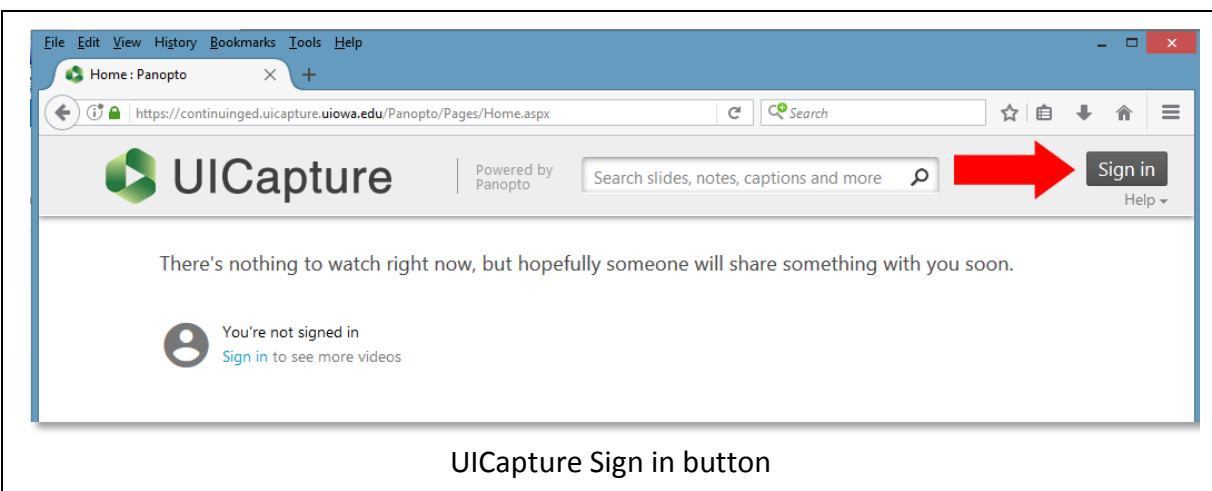 File Edit View History Bookmarks Tools Help
Home : Panopto
https://continuinged.uicapture.uiowa.edu/Panopto/Pages/Home.aspx
Search
UICapture
Powered by
Panopto
Search slides, notes, captions and more
Sign in
Help
There's nothing to watch right now, but hopefully someone will share something with you soon.
You're not signed in
Sign in to see more videos
UICapture Sign in button